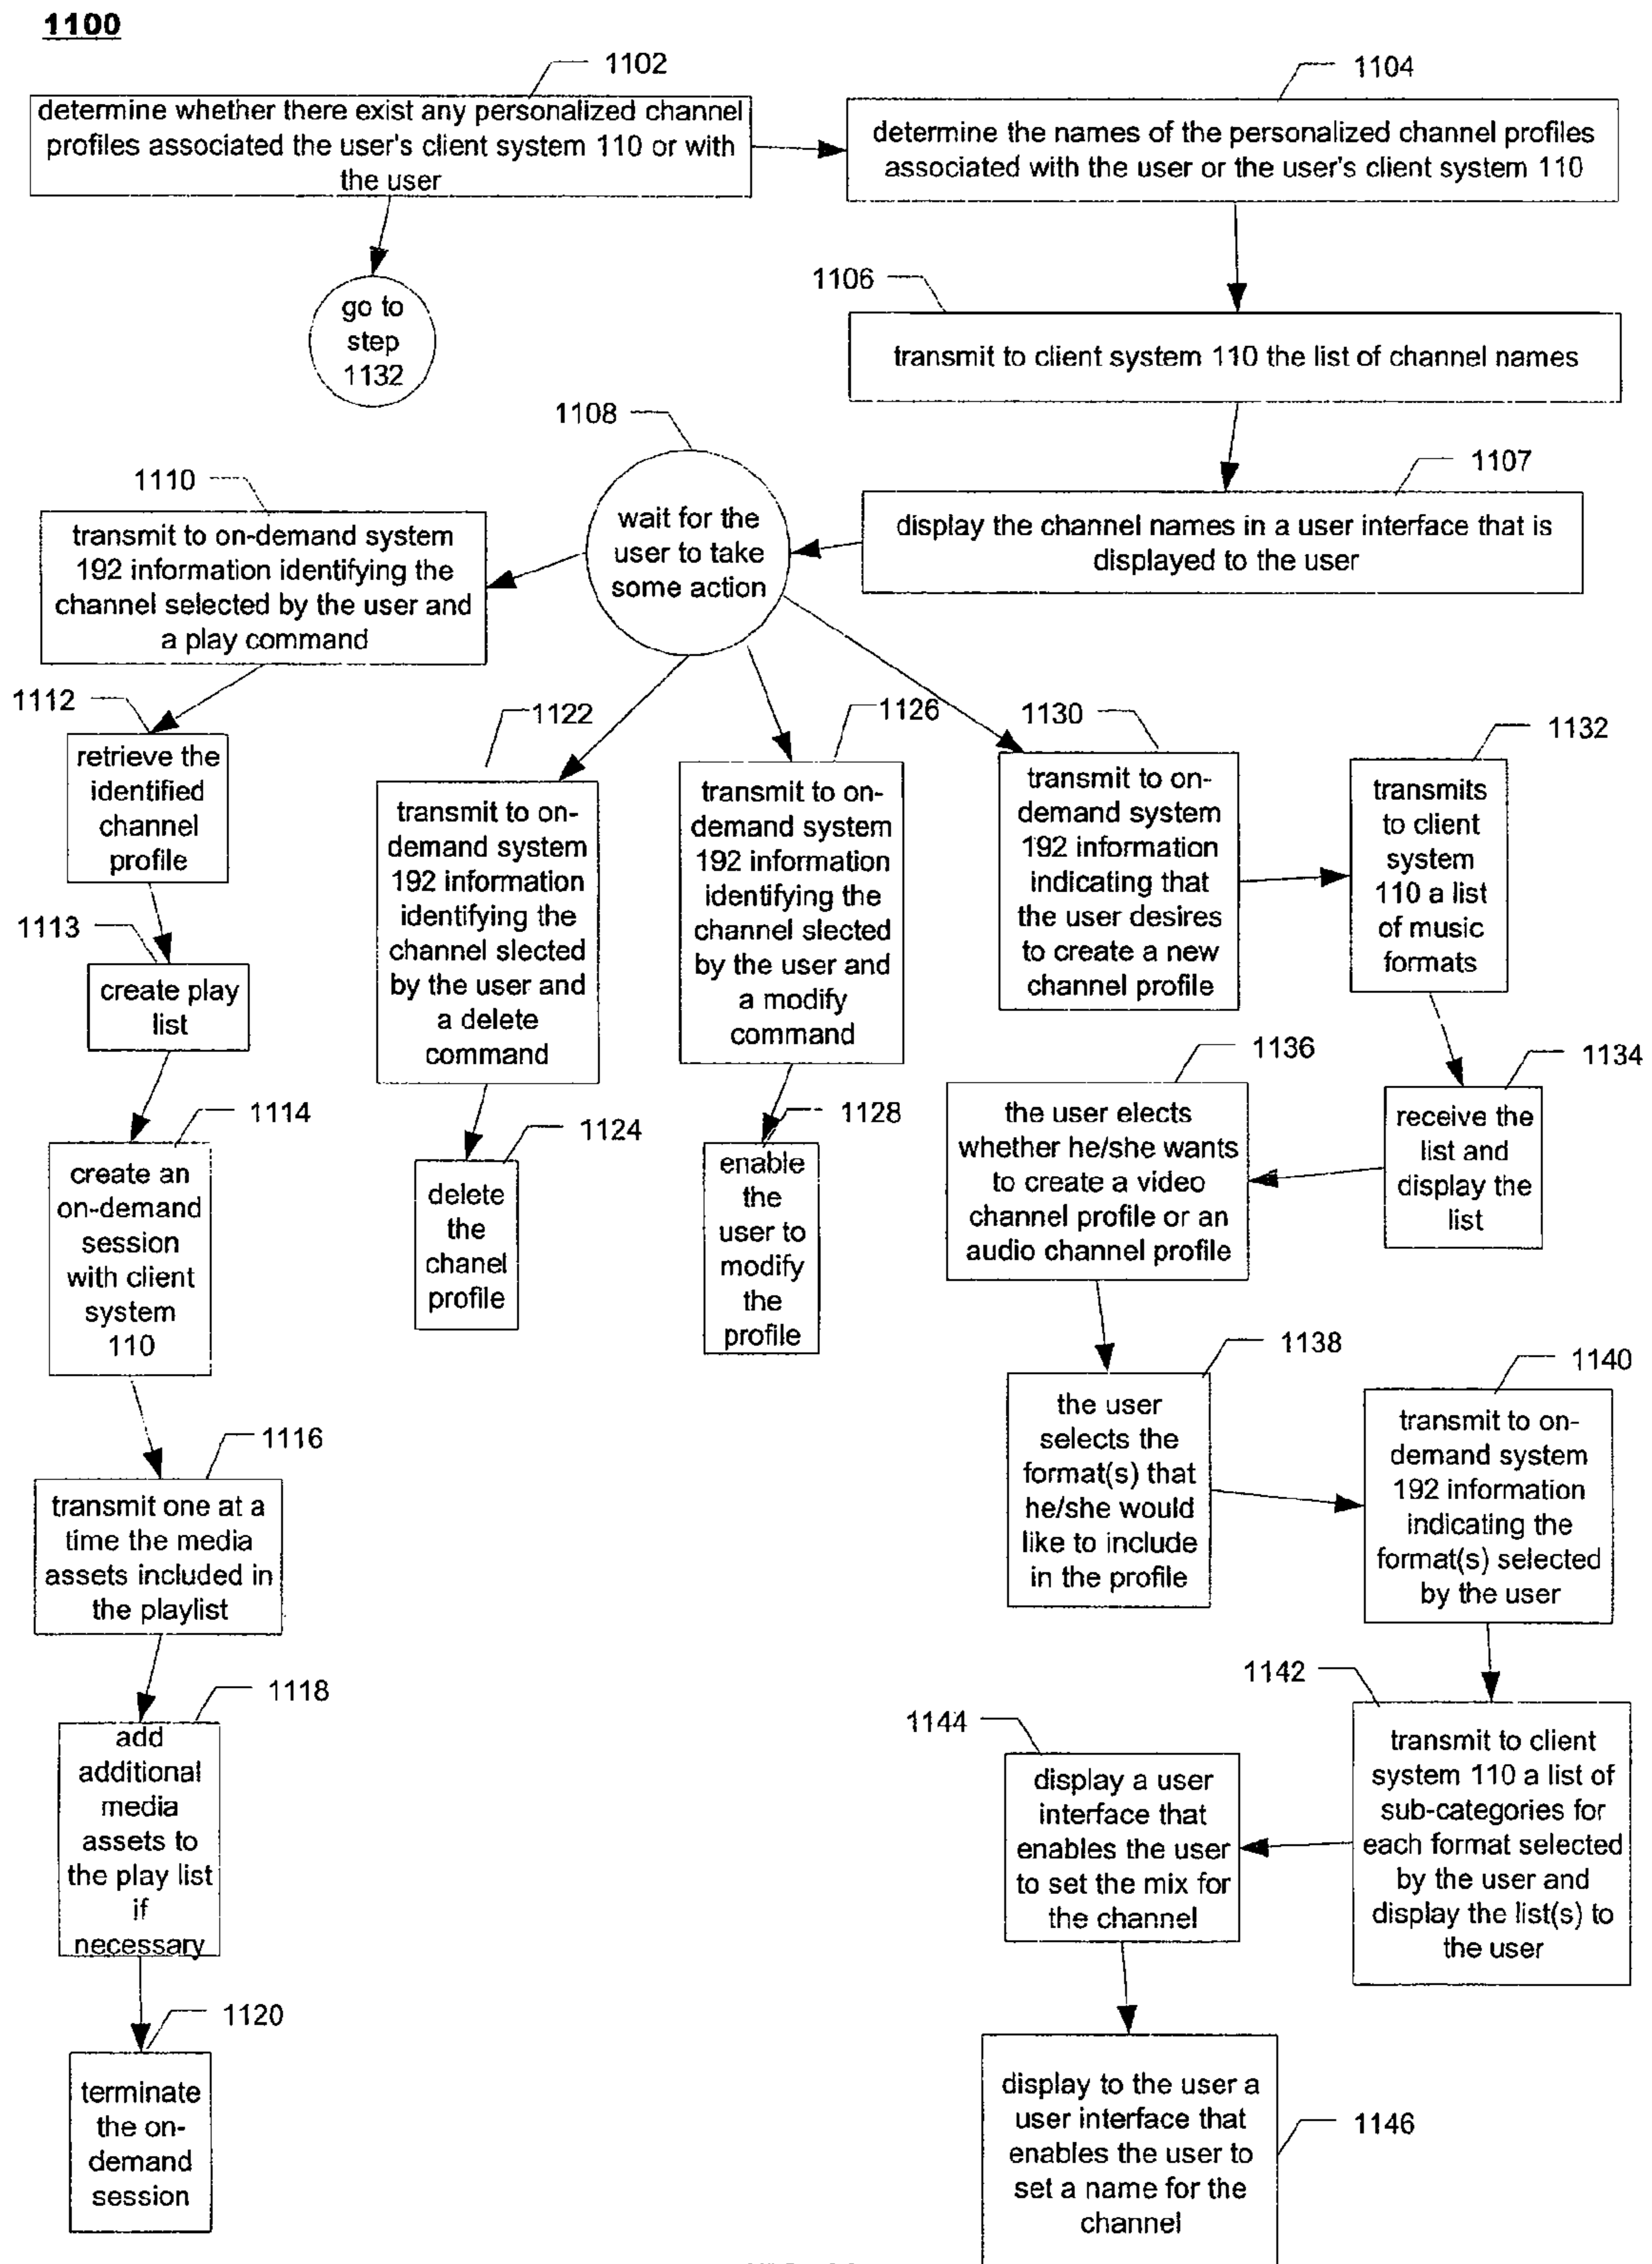 1100
1102
determine whether there exist any personalized channel
profiles associated the user's client system 110 or with
the user
1104
determine the names of the personalized channel profiles
associated with the user or the user's client system 110
go to
step
1132
1106
transmit to client system 110 the list of channel names
1107
display the channel names in a user interface that is
displayed to the user
1108
wait for the
user to take
some action
1110
transmit to on-demand system
192 information identifying the
channel selected by the user and
a play command
1112
retrieve the
identified
channel
profile
1113
create play
list
1114
create an
on-demand
session
with client
system
110
1116
transmit one at a
time the media
assets included in
the playlist
1118
add
additional
media
assets to
the play list
if
necessary
1120
terminate
the on-
demand
session
1122
transmit to on-
demand system
192 information
identifying the
channel slected
by the user and
a delete
command
1124
delete
the
chanel
profile
1126
transmit to on-
demand system
192 information
identifying the
channel slected
by the user and
a modify
command
1128
enable
the
user to
modify
the
profile
1130
transmit to on-
demand system
192 information
indicating that
the user desires
to create a new
channel profile
1132
transmits
to client
system
110 a list
of music
formats
1134
receive the
list and
display the
list
1136
the user elects
whether he/she wants
to create a video
channel profile or an
audio channel profile
1138
the user
selects the
format(s) that
he/she would
like to include
in the profile
1140
transmit to on-
demand system
192 information
indicating the
format(s) selected
by the user
1142
transmit to client
system 110 a list of
sub-categories for
each format selected
by the user and
display the list(s) to
the user
1144
display a user
interface that
enables the user
to set the mix for
the channel
1146
display to the user a
user interface that
enables the user to
set a name for the
channel